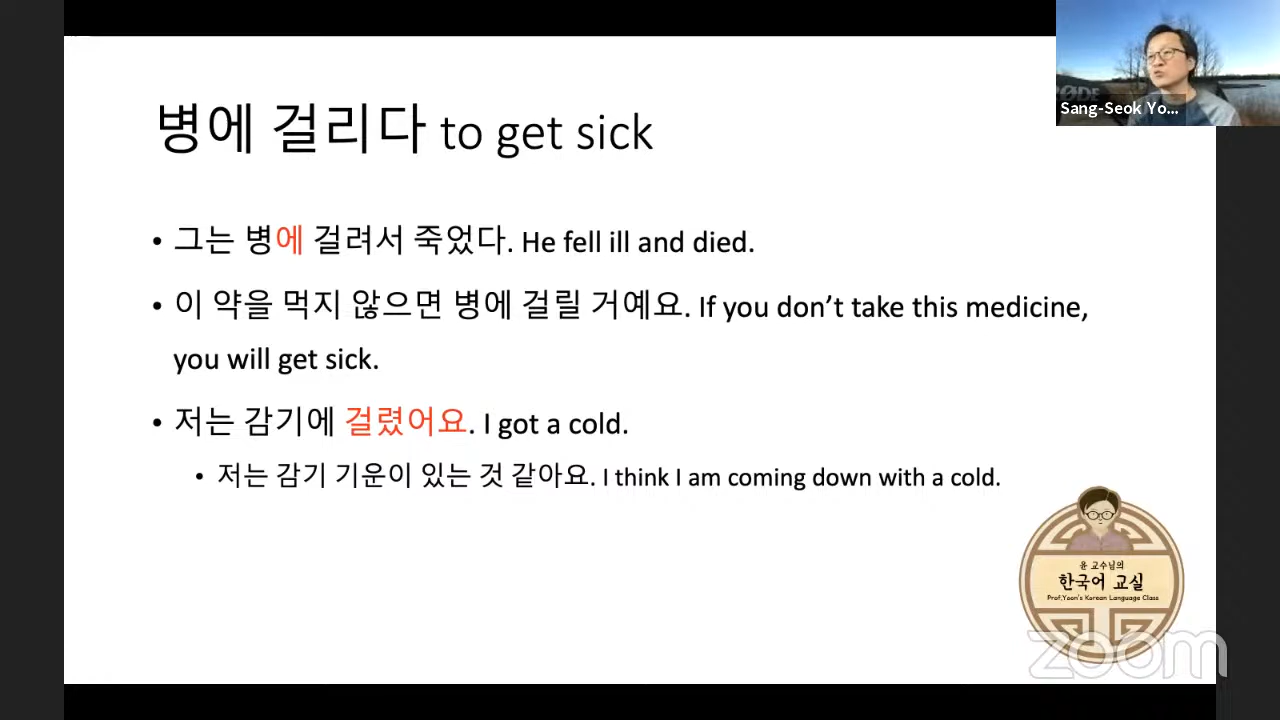 병에 걸리다 to get sick
• 그는 병에 걸려서 죽었다. He fell ill and died.
• 이 약을 먹지 않으면 병에 걸릴 거예요. If you don’t take this medicine,
you will get sick.
• 저는 감기에 걸렸어요. I got a cold.
• 저는 감기 기운이 있는 것 같아요. I think I am coming down with a cold.
Sang-Seok Yo...
윤 교수님의
한국어 교실
Prof.Yoon's Korean Language Class
zoom